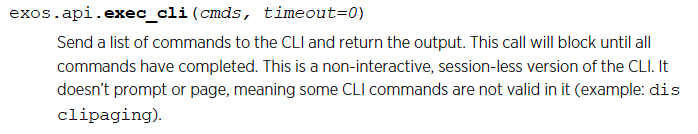 exos.api.exec_cli(cmds, timeout=0)
Send a list of commands to the CLI and return the output. This call will block until all
commands have completed. This is a non-interactive, session-less version of the CLI. It
doesn’t prompt or page, meaning some CLI commands are not valid in it (example: dis
clipaging).